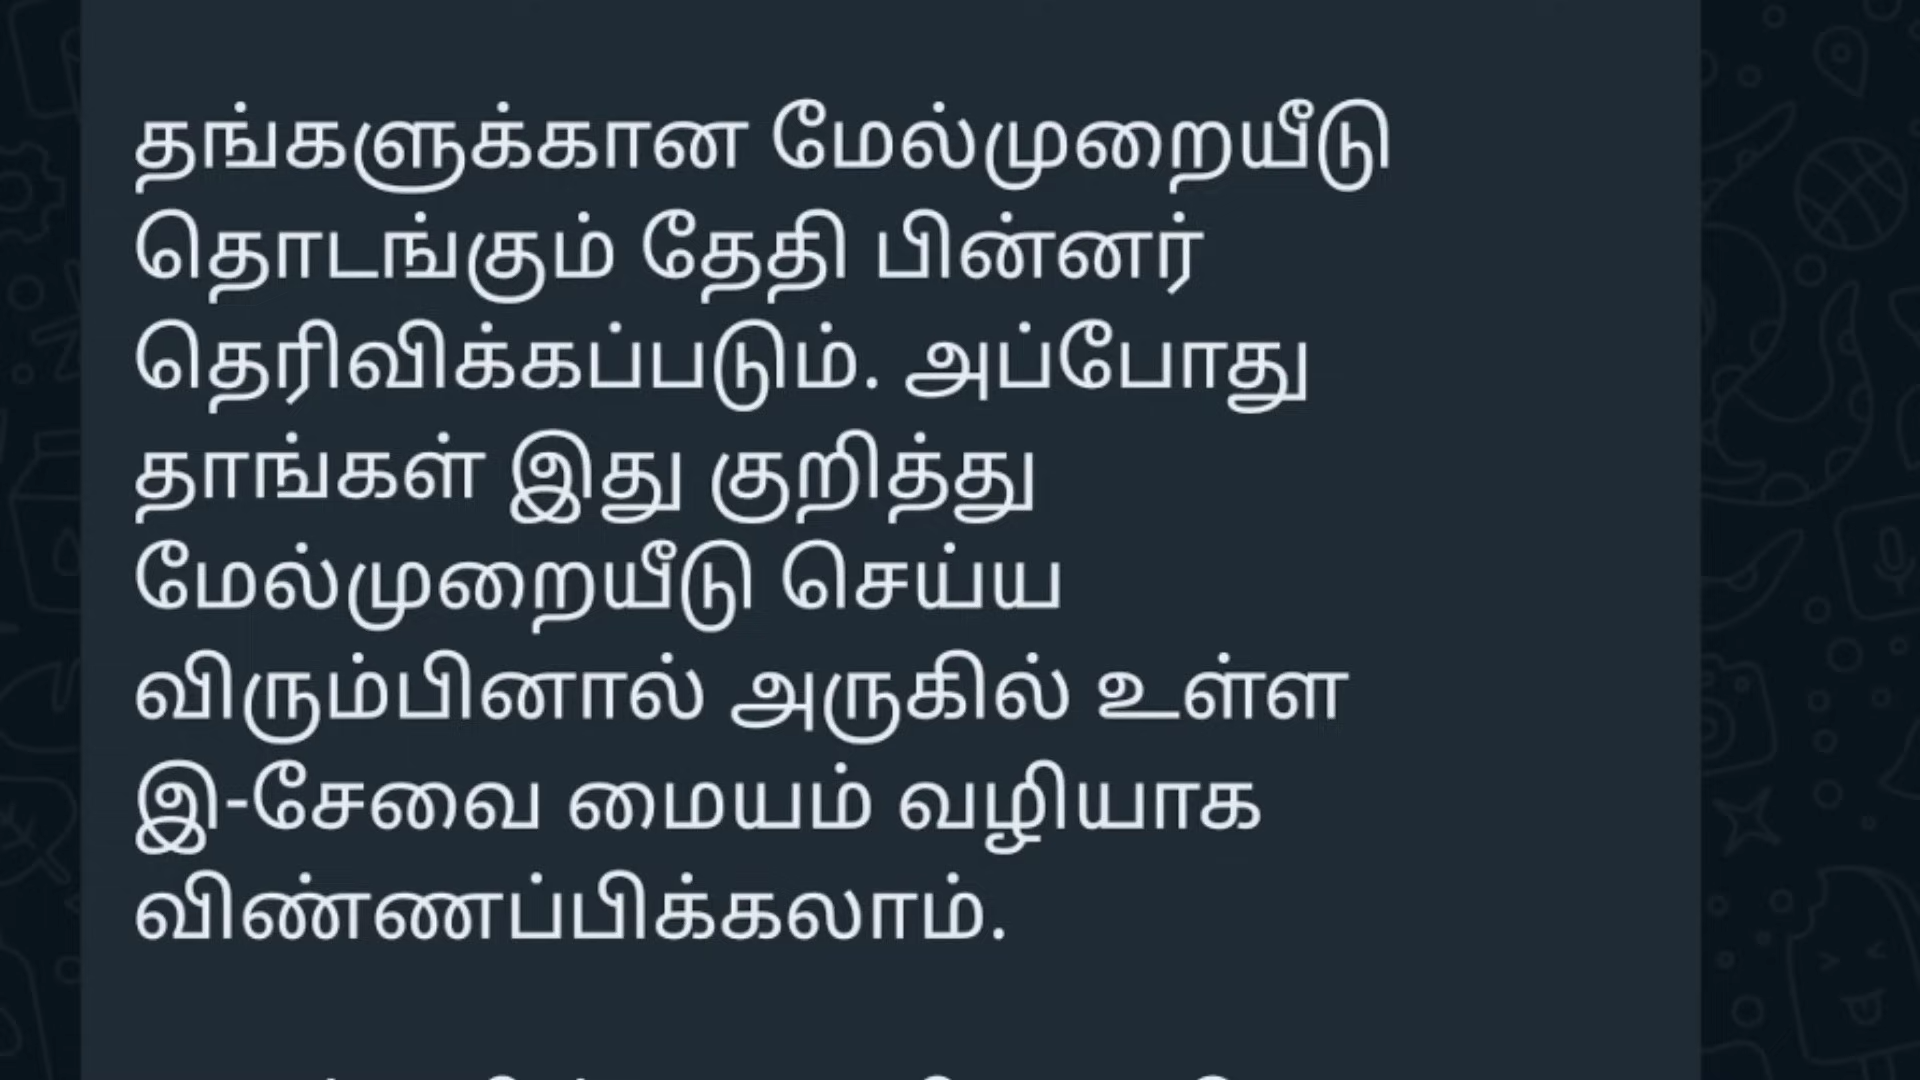 தங்களுக்கான மேல்முறையீடு
தொடங்கும் தேதி பின்னர்
தெரிவிக்கப்படும். அப்போது
தாங்கள் இது குறித்து
மேல்முறையீடு செய்ய
விரும்பினால் அருகில் உள்ள
இ-சேவை மையம் வழியாக
விண்ணப்பிக்கலாம்.